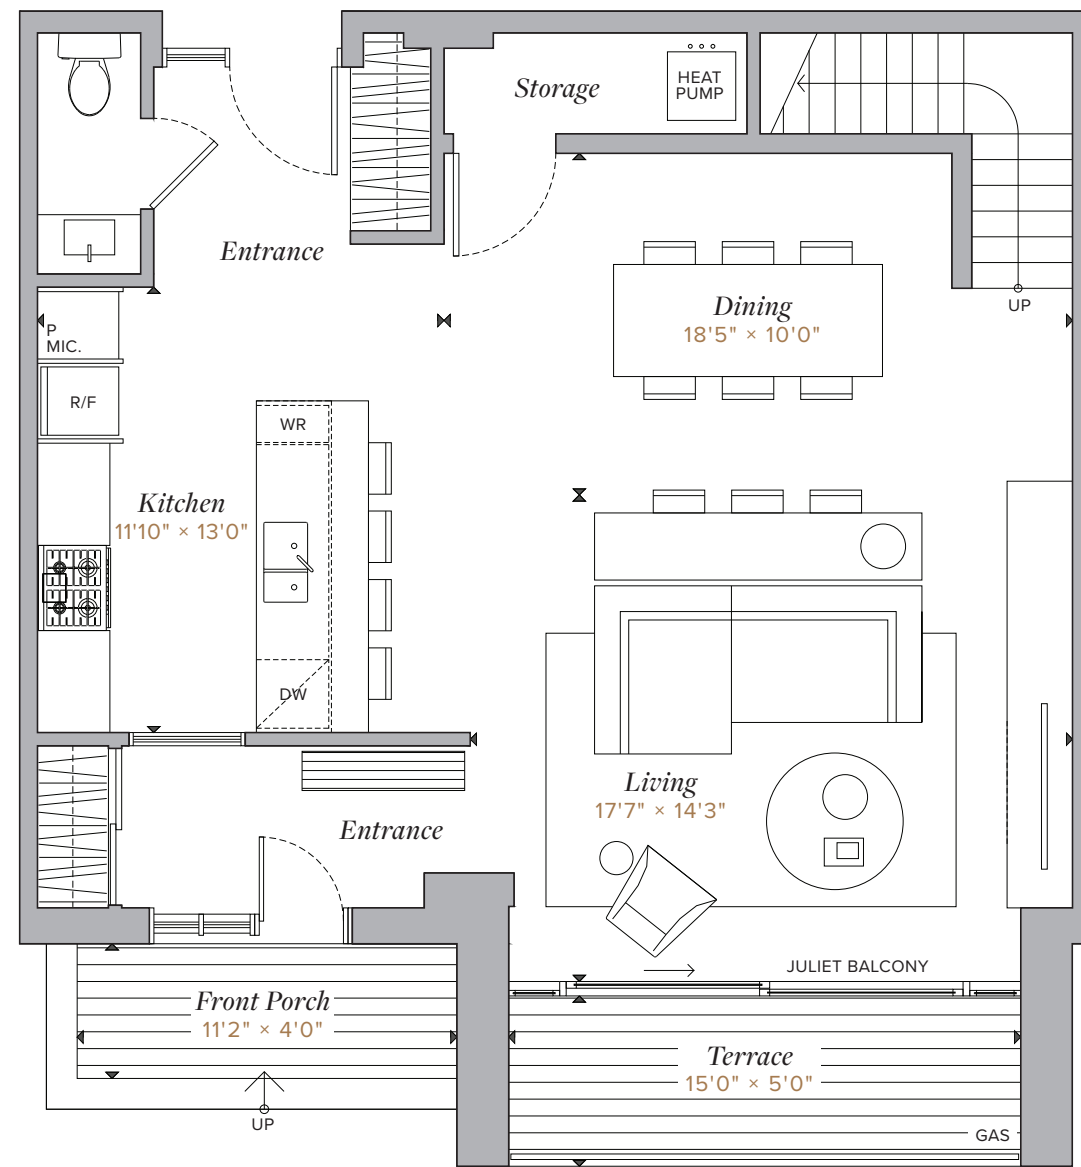 Storage
HEAT
PUMP
Entrance
Dining
18'5" × 10'0"
UP
P
MIC.
R/F
WR
Kitchen
11'10" × 13'0"
DW
Living
17'7" × 14'3"
Entrance
JULIET BALCONY
Front Porch
11'2" × 4'0"
Terrace
15'0" × 5'0"
UP
GAS